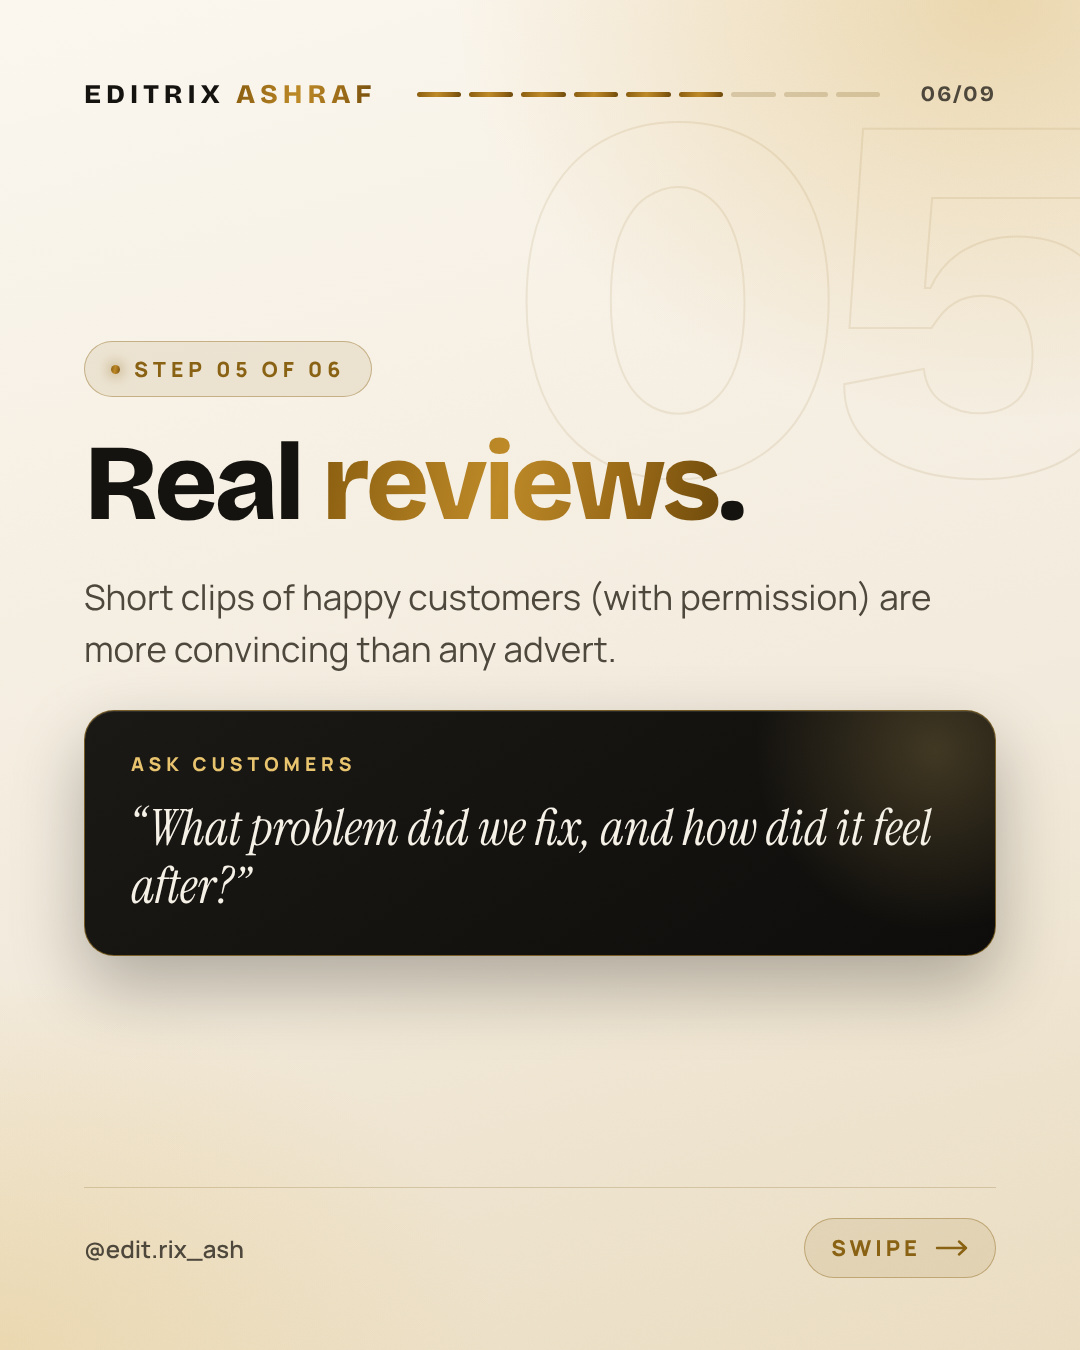 EDITRIX ASHRAF
06/09
05
STEP 05 OF 06
Real reviews.
Short clips of happy customers (with permission) are
more convincing than any advert.
ASK CUSTOMERS
“What problem did we fix, and how did it feel
after?”
@edit.rix_ash
SWIPE →